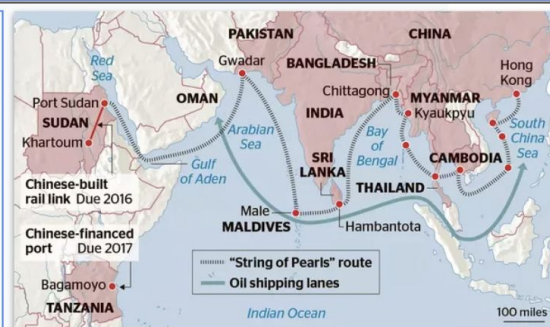 PAKISTAN
CHINA
Gwadar
BANGLADESH
Hong
Kong
Red
Sea
Chittagong
Port Sudan
OMAN
MYANMAR
Kyaukpyu
SUDAN
INDIA
Arabian
Sea
South
China
Sea
Khartoum
Bay
of
Bengal
Gulf
of Aden
SRI
LANKA
CAMBODIA
THAILAND
Chinese-built
rail link Due 2016
Male
MALDIVES
Hambantota
Chinese-financed
port Due 2017
"String of Pearls" route
Oil shipping lanes
Bagamoyo
TANZANIA
Indian Ocean
100 miles